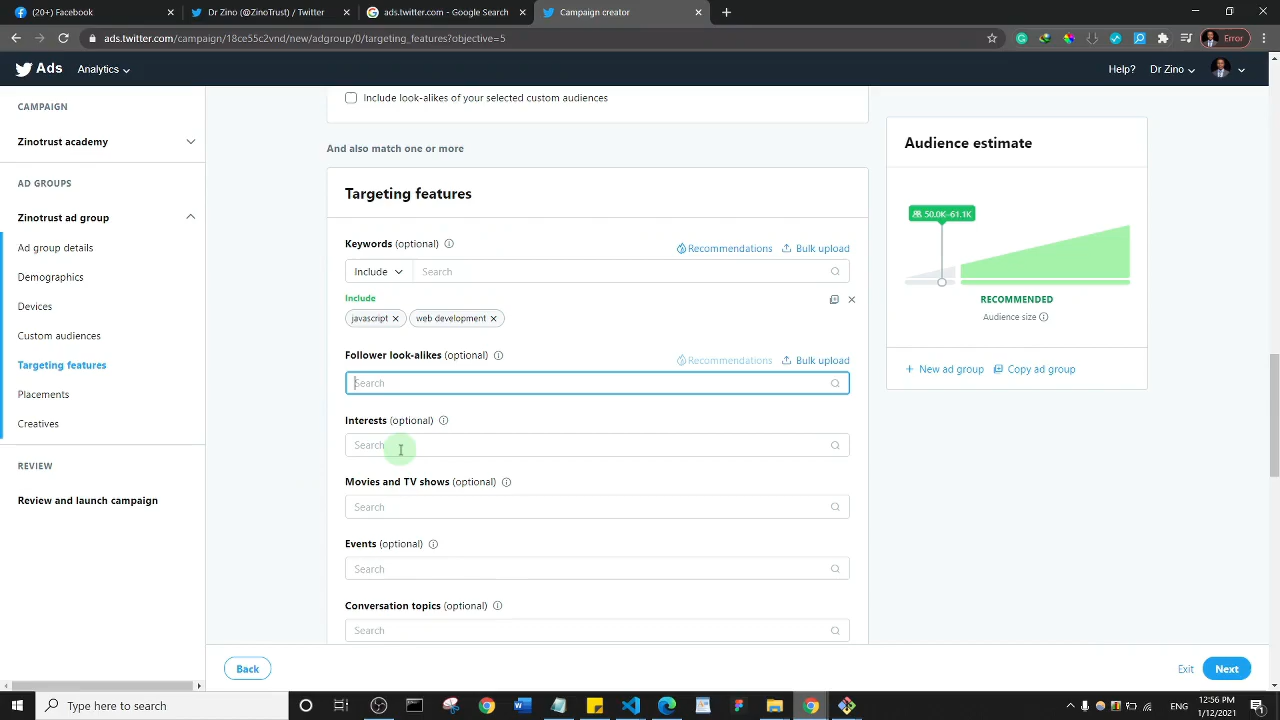 (20+) Facebook
Dr Zino (@ZinoTrust) / Twitter
ads.twitter.com - Google Search
Campaign creator
ads.twitter.com/campaign/18ce55c2vnd/new/adgroup/0/targeting_features?objective=5
Error
Ads
Analytics
Help?
Dr Zino
CAMPAIGN
Zinotrust academy
AD GROUPS
Zinotrust ad group
Ad group details
Demographics
Devices
Custom audiences
Targeting features
Placements
Creatives
REVIEW
Review and launch campaign
Include look-alikes of your selected custom audiences
And also match one or more
Targeting features
Keywords (optional)
Recommendations
Bulk upload
Include
Search
Include
javascript
web development
Follower look-alikes (optional)
Recommendations
Bulk upload
Search
Interests (optional)
Search
Movies and TV shows (optional)
Search
Events (optional)
Search
Conversation topics (optional)
Search
Audience estimate
50.0K–61.1K
RECOMMENDED
Audience size
+ New ad group
Copy ad group
Back
Exit
Next
Type here to search
ENG
12:56 PM
1/12/2021